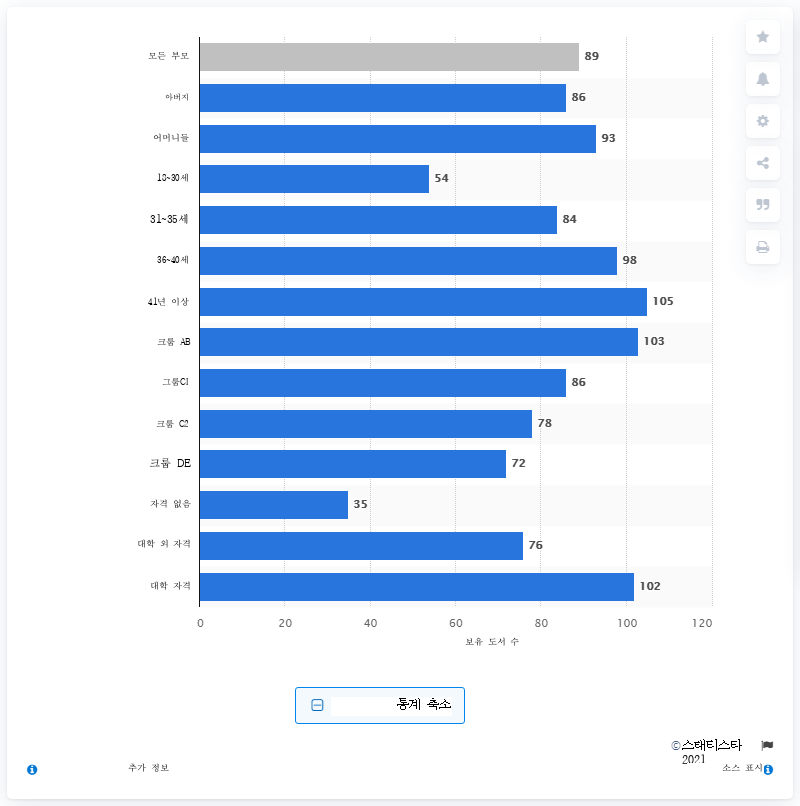 모든 부모 89
아버지 86
어머니들 93
18~30세 54
31~35세 84
36~40세 98
41년 이상 105
크룹 AB 103
그룹C1 86
크룹 C2 78
크룹 DE 72
자격 없음 35
대학 외 자격 76
대학 자격 102
0 20 40 60 80 100 120
보유 도서 수
통계 축소
©스태티스타
2021
추가 정보 소스 표시